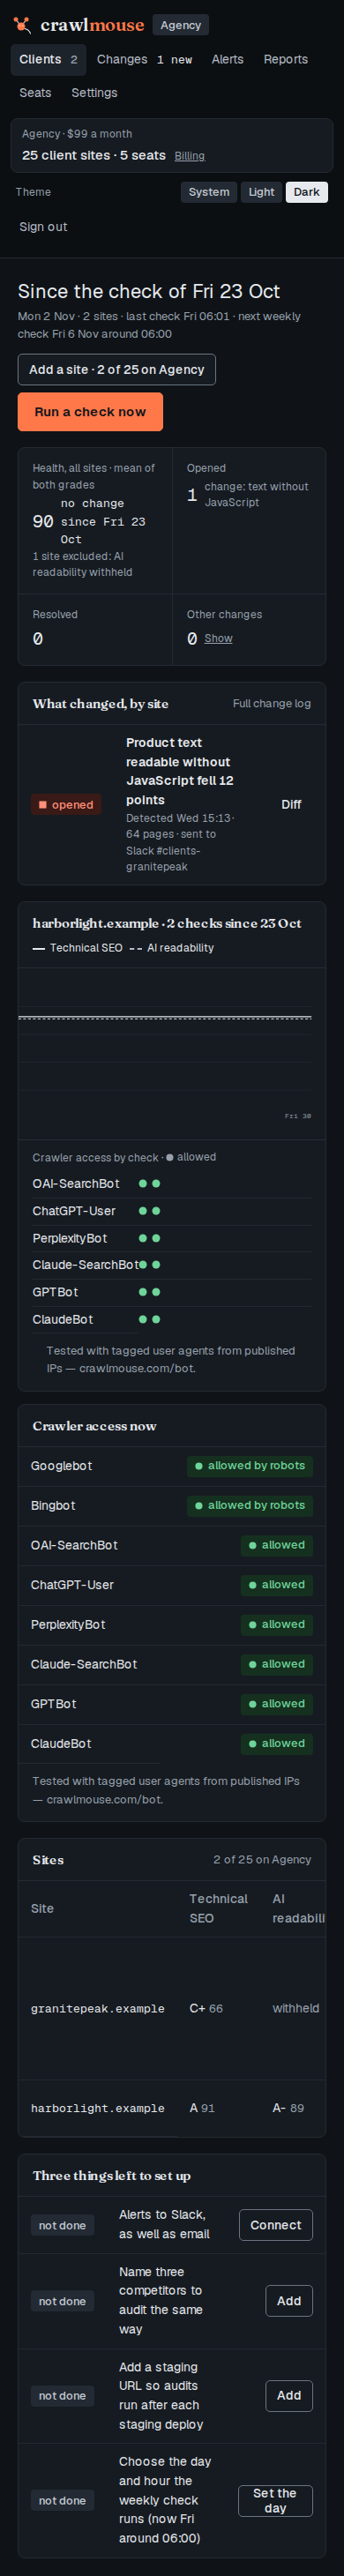 crawlmouse Agency
Clients 2 Changes 1 new Alerts Reports
Seats Settings
Agency · $99 a month
25 client sites · 5 seats Billing
Theme System Light Dark
Sign out
Since the check of Fri 23 Oct
Mon 2 Nov · 2 sites · last check Fri 06:01 · next weekly
check Fri 6 Nov around 06:00
Add a site · 2 of 25 on Agency
Run a check now
Health, all sites · mean of
both grades
90 no change
since Fri 23
Oct
1 site excluded: AI
readability withheld
Opened
1 change: text without
JavaScript
Resolved
0
Other changes
0 Show
What changed, by site Full change log
opened
Product text
readable without
JavaScript fell 12
points
Detected Wed 15:13 ·
64 pages · sent to
Slack #clients-
granitepeak
Diff
harborlight.example · 2 checks since 23 Oct
Technical SEO AI readability
Fri 30
Crawler access by check · allowed
OAI-SearchBot
ChatGPT-User
PerplexityBot
Claude-SearchBot
GPTBot
ClaudeBot
Tested with tagged user agents from published
IPs — crawlmouse.com/bot.
Crawler access now
Googlebot allowed by robots
Bingbot allowed by robots
OAI-SearchBot allowed
ChatGPT-User allowed
PerplexityBot allowed
Claude-SearchBot allowed
GPTBot allowed
ClaudeBot allowed
Tested with tagged user agents from published IPs
— crawlmouse.com/bot.
Sites 2 of 25 on Agency
Site
Technical
SEO
AI
readabili
granitepeak.example C+ 66 withheld
harborlight.example A 91 A- 89
Three things left to set up
not done
Alerts to Slack,
as well as email
Connect
not done
Name three
competitors to
audit the same
way
Add
not done
Add a staging
URL so audits
run after each
staging deploy
Add
not done
Choose the day
and hour the
weekly check
runs (now Fri
around 06:00)
Set the
day